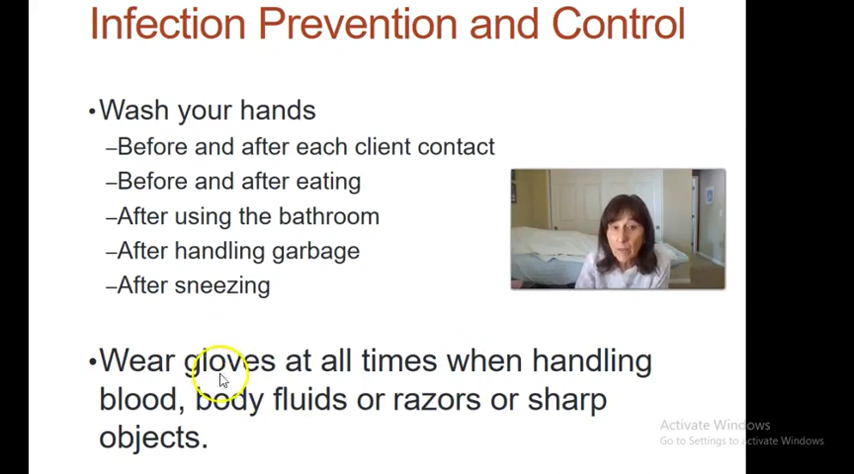 Infection Prevention and Control
•Wash your hands
–Before and after each client contact
–Before and after eating
–After using the bathroom
–After handling garbage
–After sneezing
•Wear gloves at all times when handling
blood, body fluids or razors or sharp
objects.
Activate Windows
Go to Settings to activate Windows